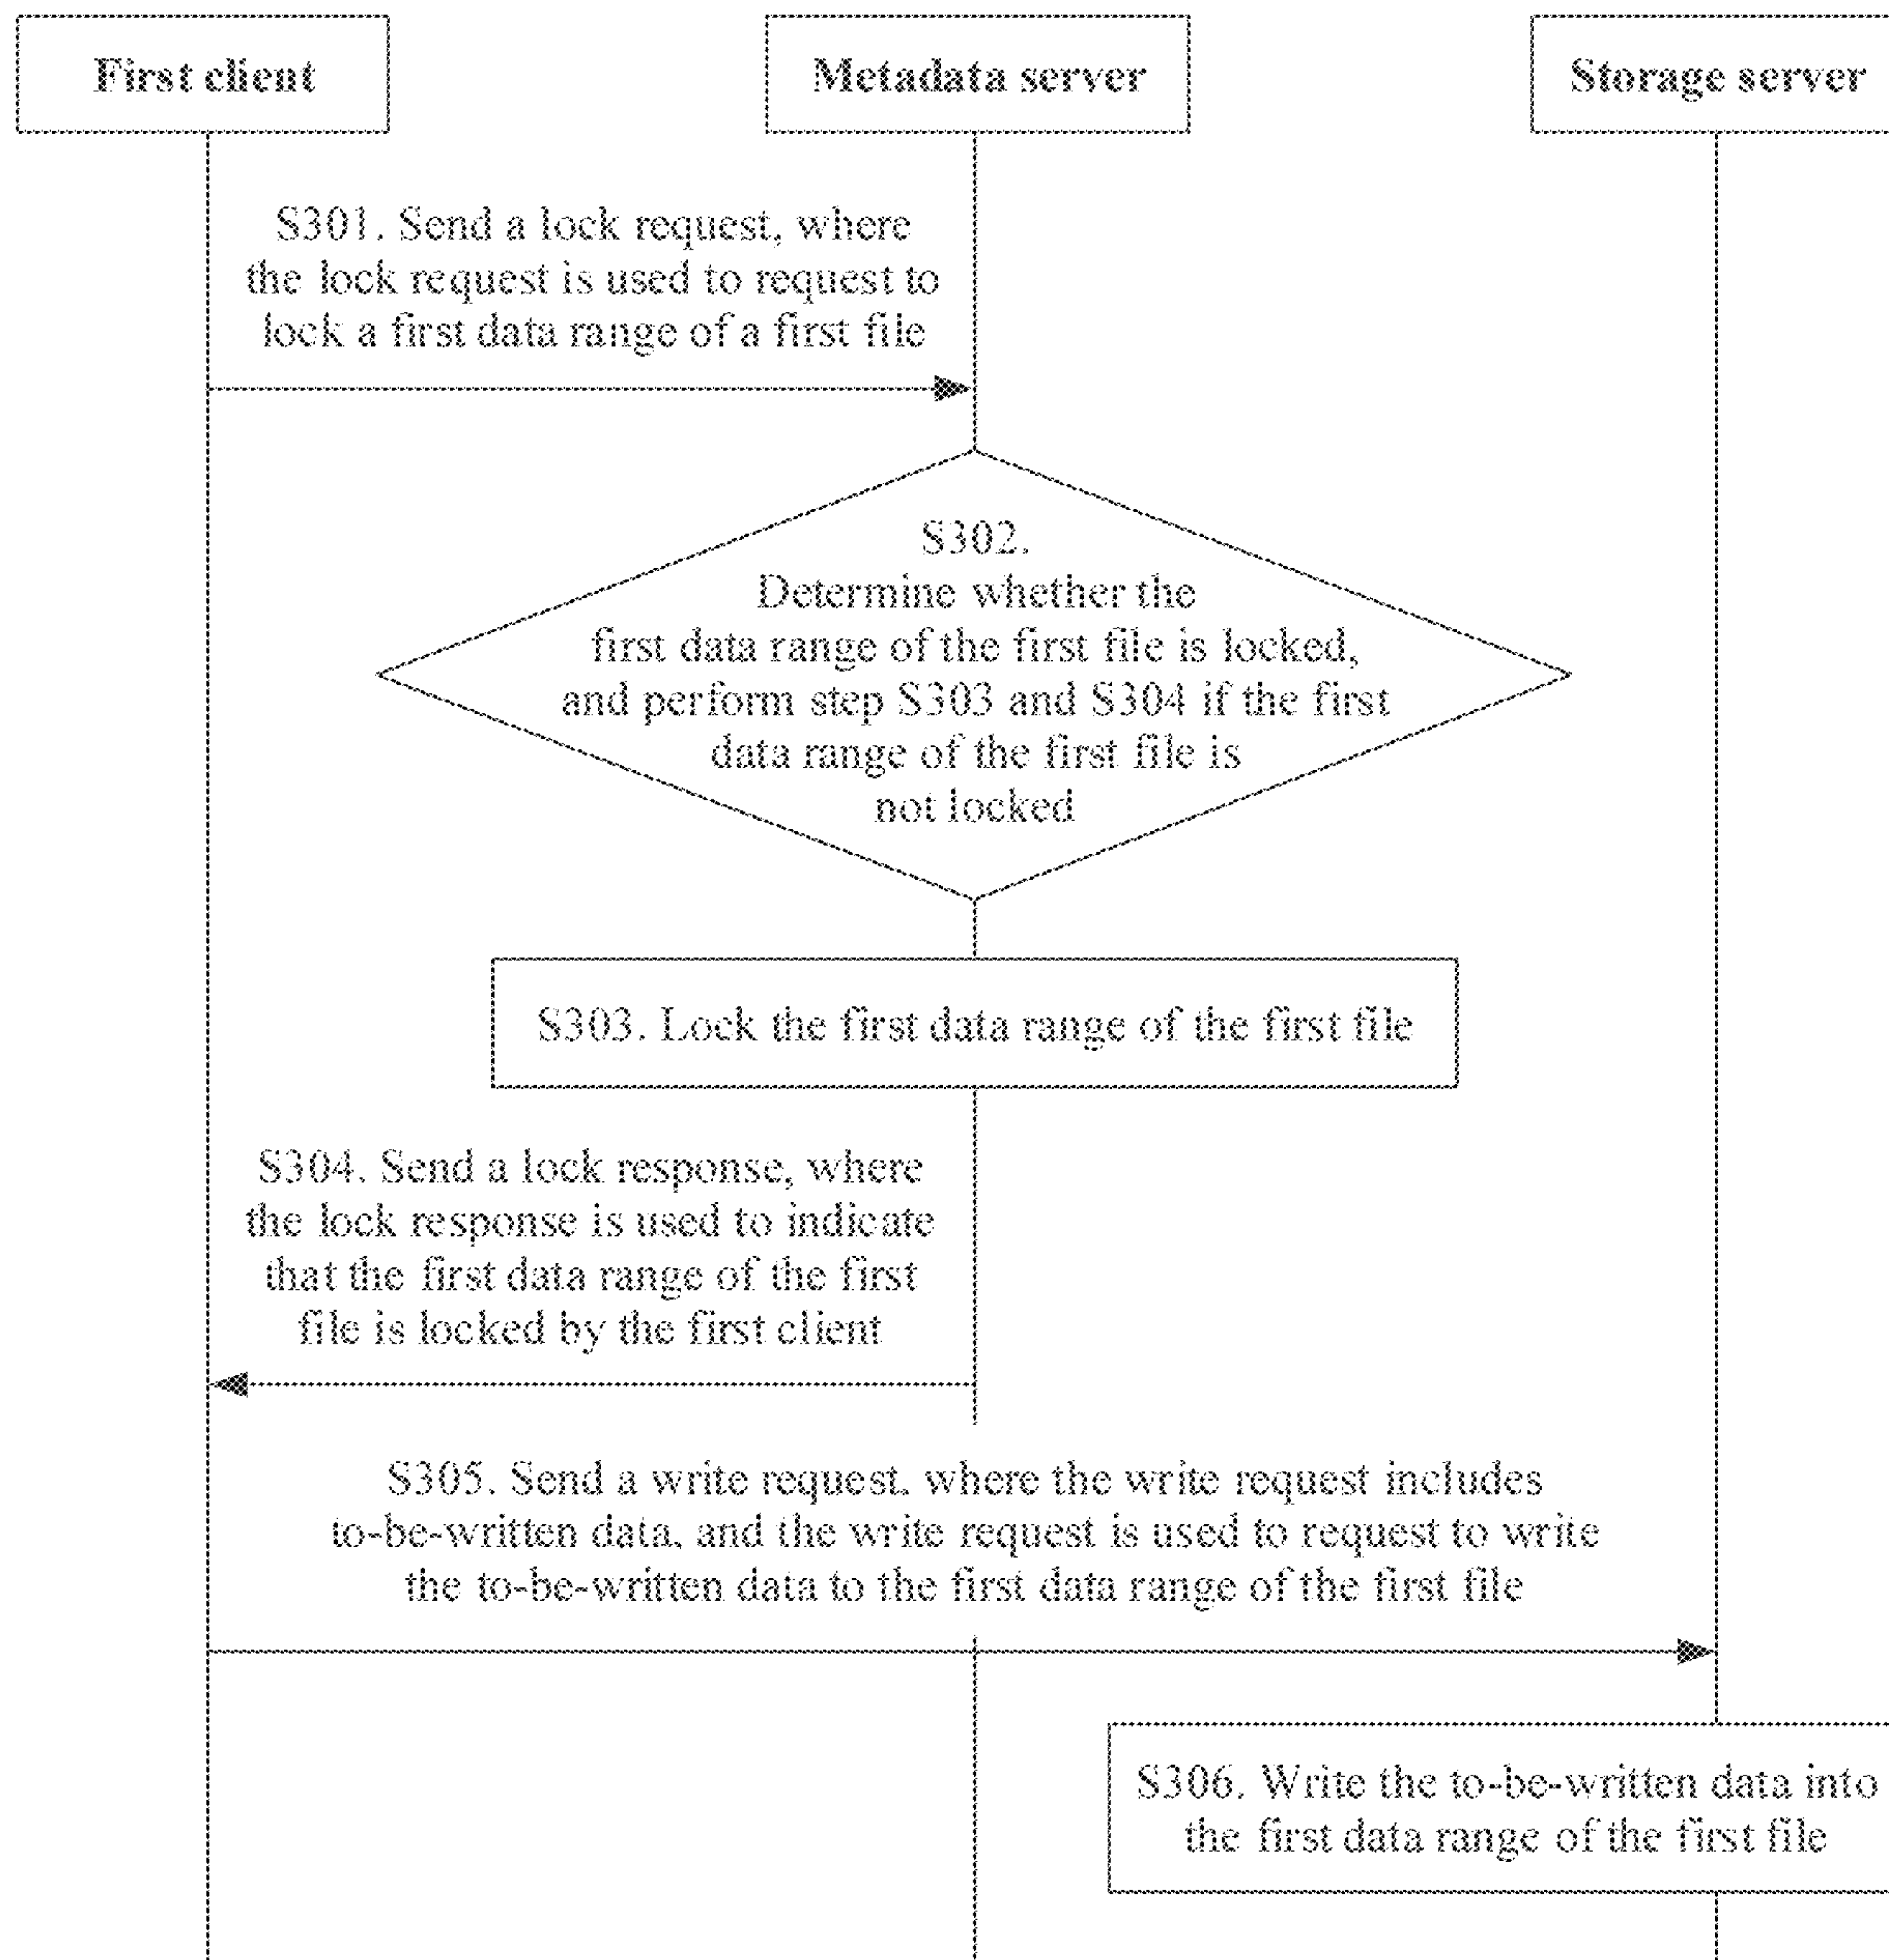 First client
Metadata server
Storage server
S301. Send a lock request, where
the lock request is used to request to
lock a first data range of a first file
S302.
Determine whether the
first data range of the first file is locked,
and perform step S303 and S304 if the first
data range of the first file is
not locked
S303. Lock the first data range of the first file
S304. Send a lock response, where
the lock response is used to indicate
that the first data range of the first
file is locked by the first client
S305. Send a write request, where the write request includes
to-be-written data, and the write request is used to request to write
the to-be-written data to the first data range of the first file
S306. Write the to-be-written data into
the first data range of the first file